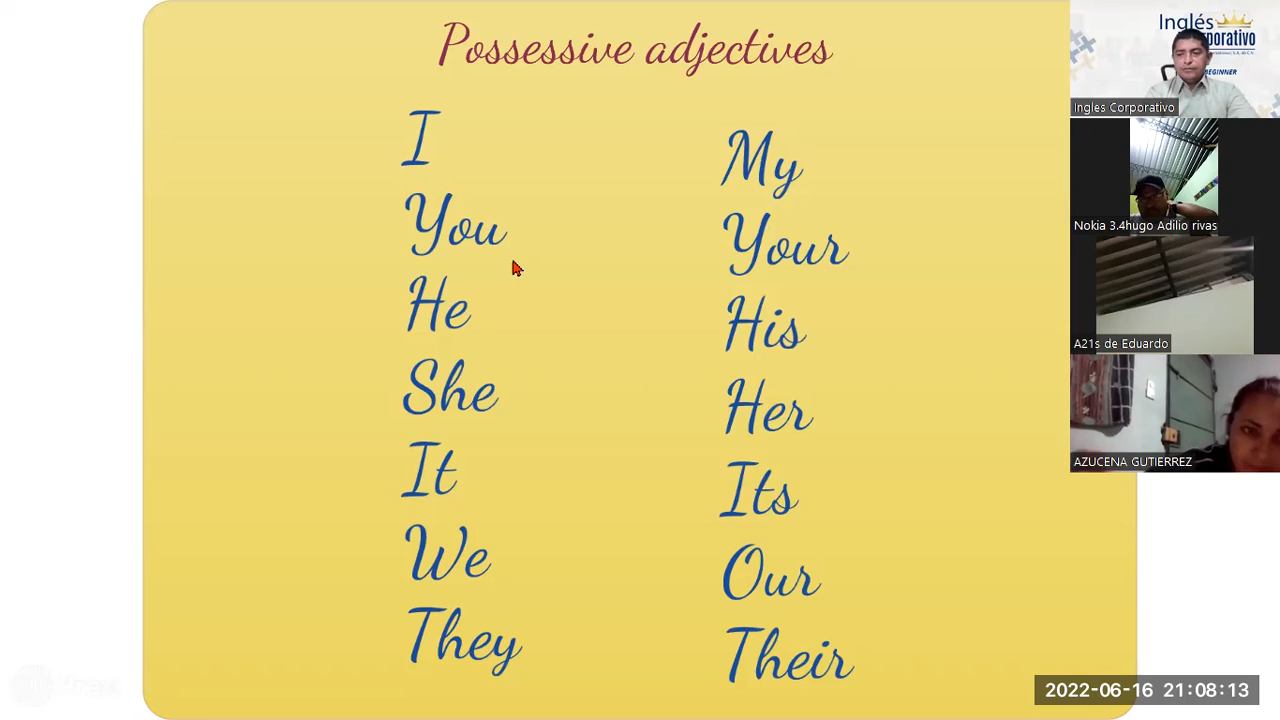 Possessive adjectives
I
My
You
Your
He
His
She
Her
It
Its
We
Our
They
Their
Inglés
Corporativo
BEGINNER
Ingles Corporativo
Nokia 3.4hugo Adilio rivas
A21s de Eduardo
AZUCENA GUTIERREZ
2022-06-16 21:08:13